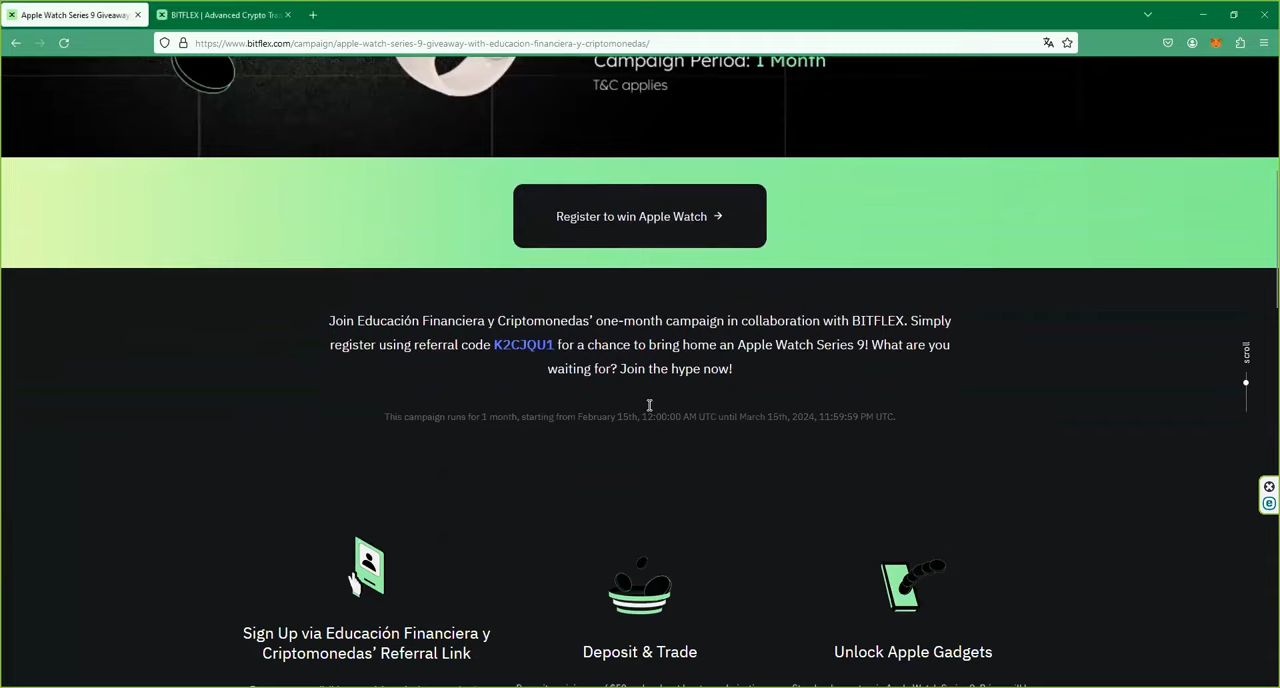 Apple Watch Series 9 Giveaway
BITFLEX | Advanced Crypto Tra
https://www.bitflex.com/campaign/apple-watch-series-9-giveaway-with-educacion-financiera-y-criptomonedas/
Campaign Period: 1 Month
T&C applies
Register to win Apple Watch →
Join Educación Financiera y Criptomonedas’ one-month campaign in collaboration with BITFLEX. Simply
register using referral code K2CJQU1 for a chance to bring home an Apple Watch Series 9! What are you
waiting for? Join the hype now!
scroll
This campaign runs for 1 month, starting from February 15th, 12:00:00 AM UTC until March 15th, 2024, 11:59:59 PM UTC.
Sign Up via Educación Financiera y
Criptomonedas’ Referral Link
Deposit & Trade
Unlock Apple Gadgets